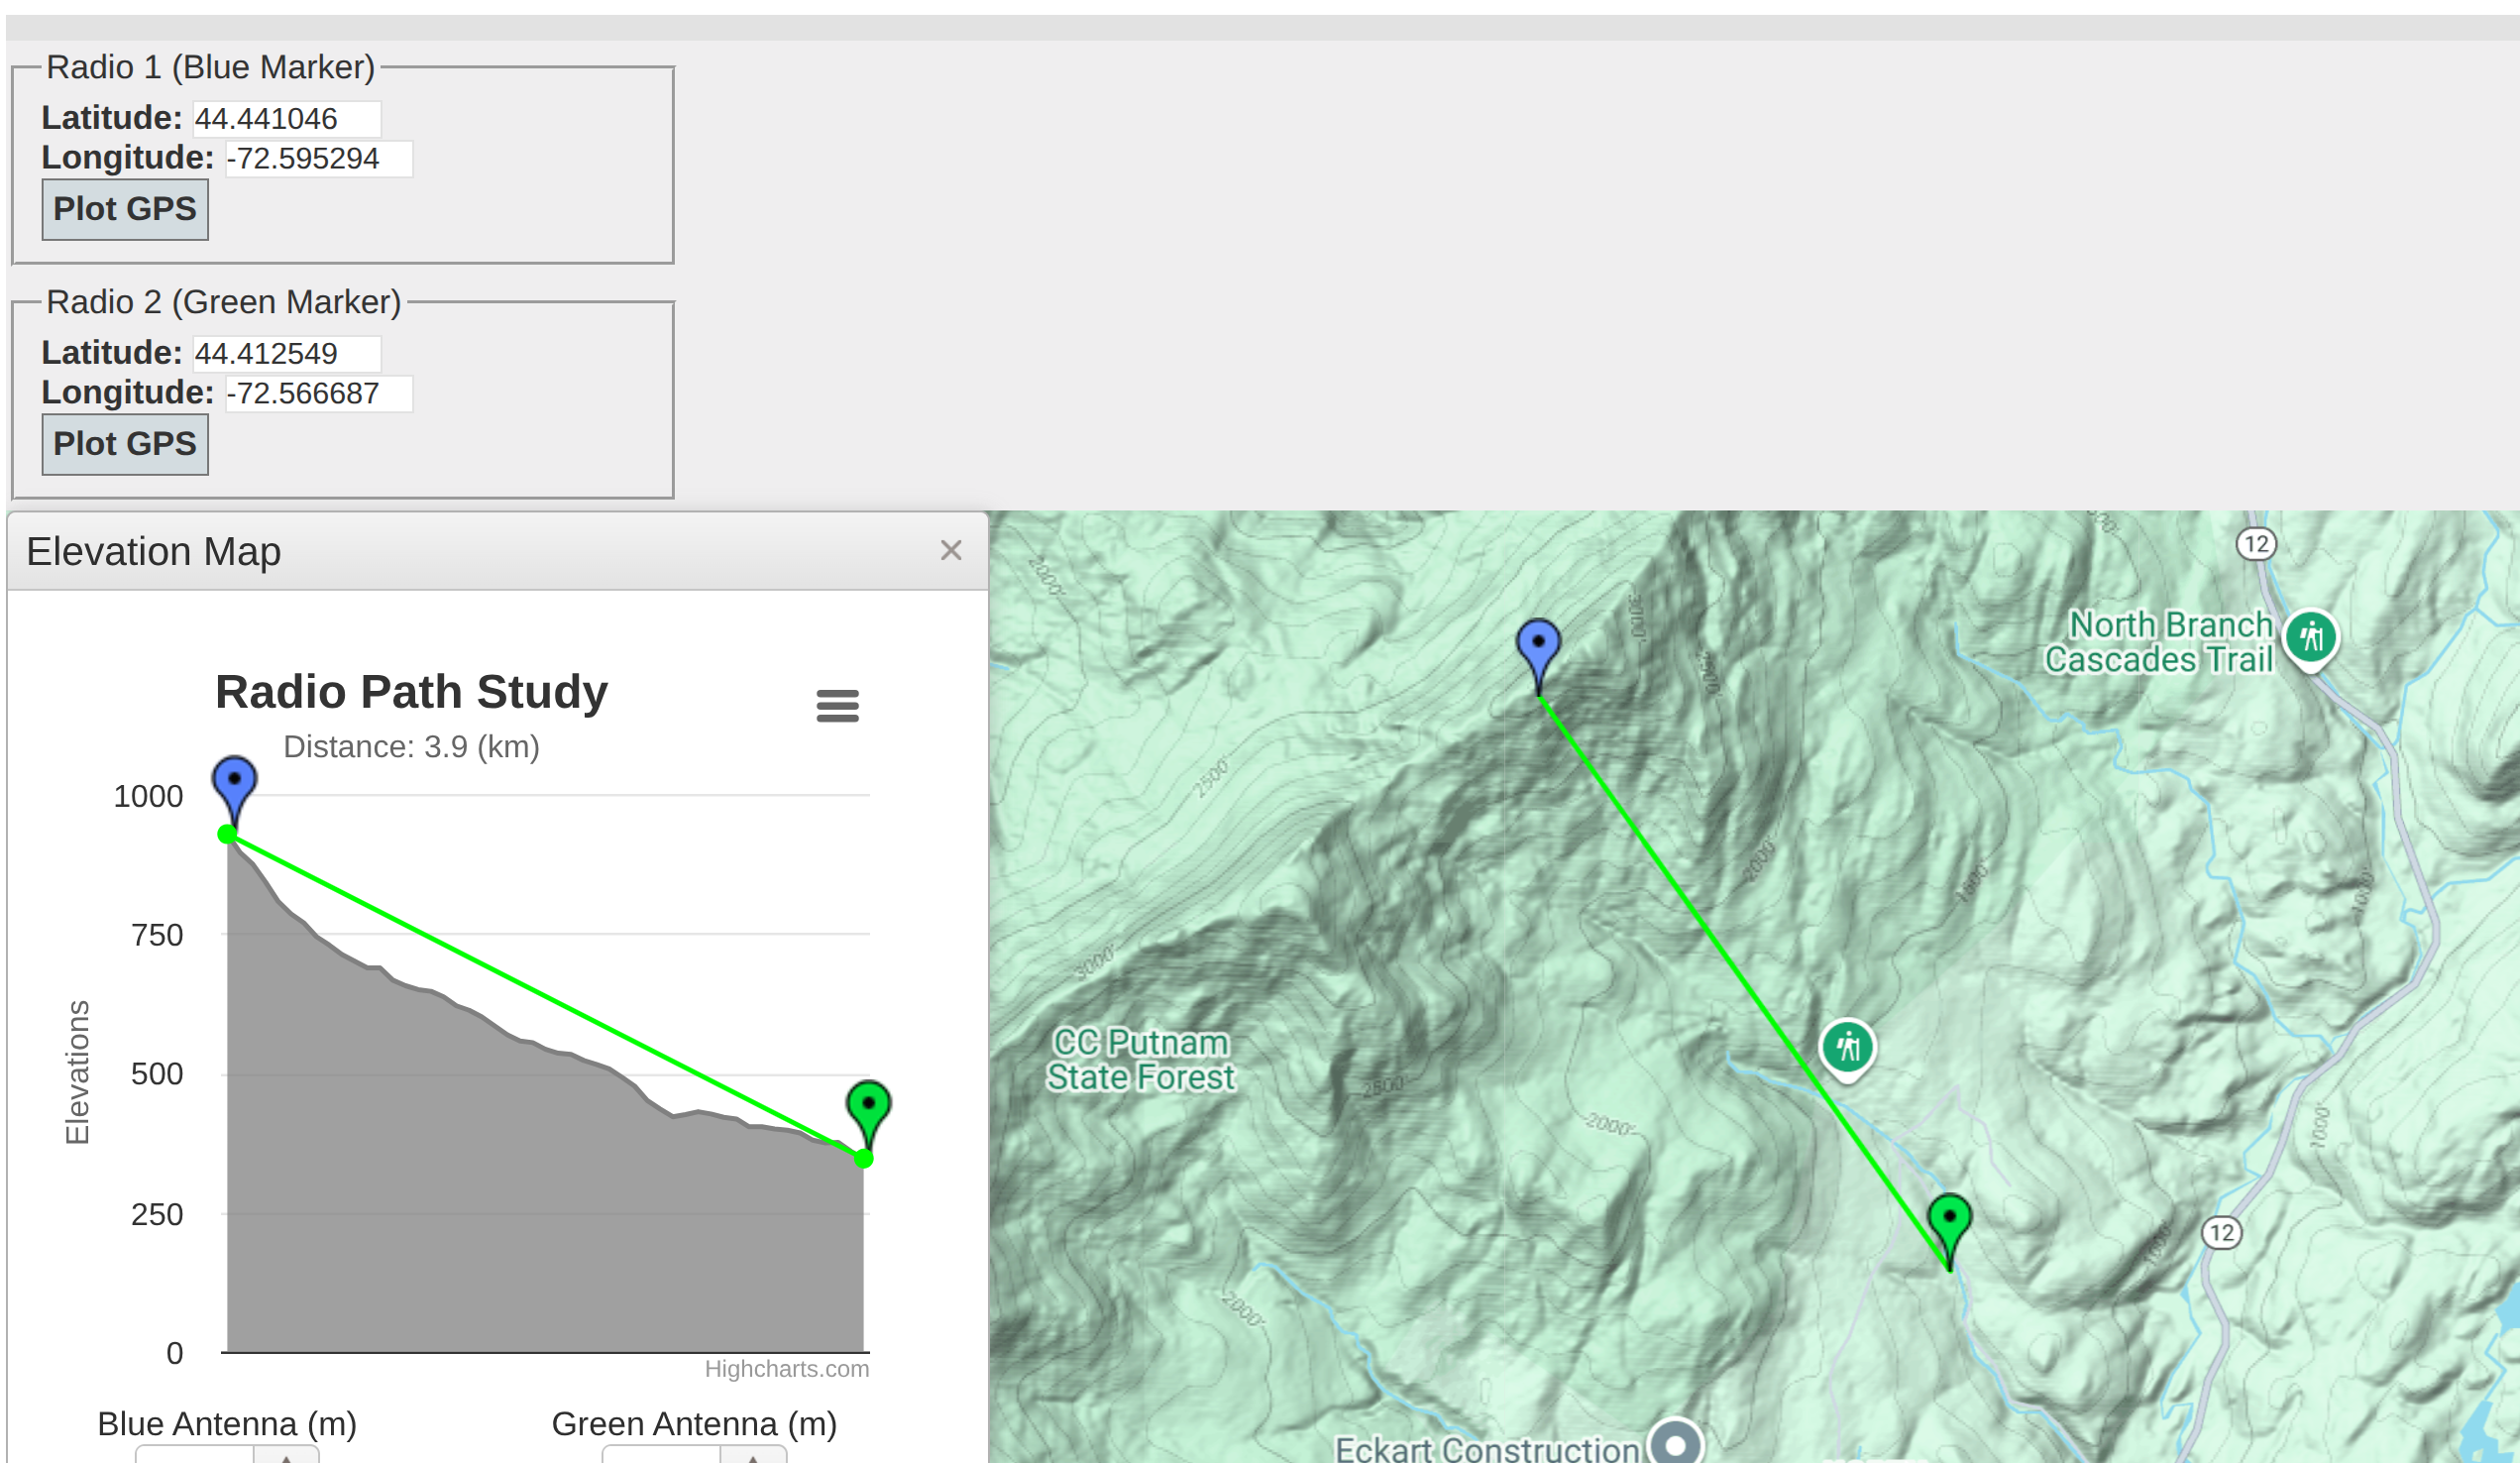 Radio 1 (Blue Marker)
Latitude: 44.441046
Longitude: -72.595294
Plot GPS
Radio 2 (Green Marker)
Latitude: 44.412549
Longitude: -72.566687
Plot GPS
Elevation Map
×
Radio Path Study
Distance: 3.9 (km)
1000
750
500
250
0
Elevations
Highcharts.com
Blue Antenna (m)
Green Antenna (m)
2000'
12
North Branch
Cascades Trail
3000'
2500'
2500'
2000'
1500'
1000'
3000'
CC Putnam
State Forest
2500'
2000'
1000'
12
1000'
2000'
Eckart Construction